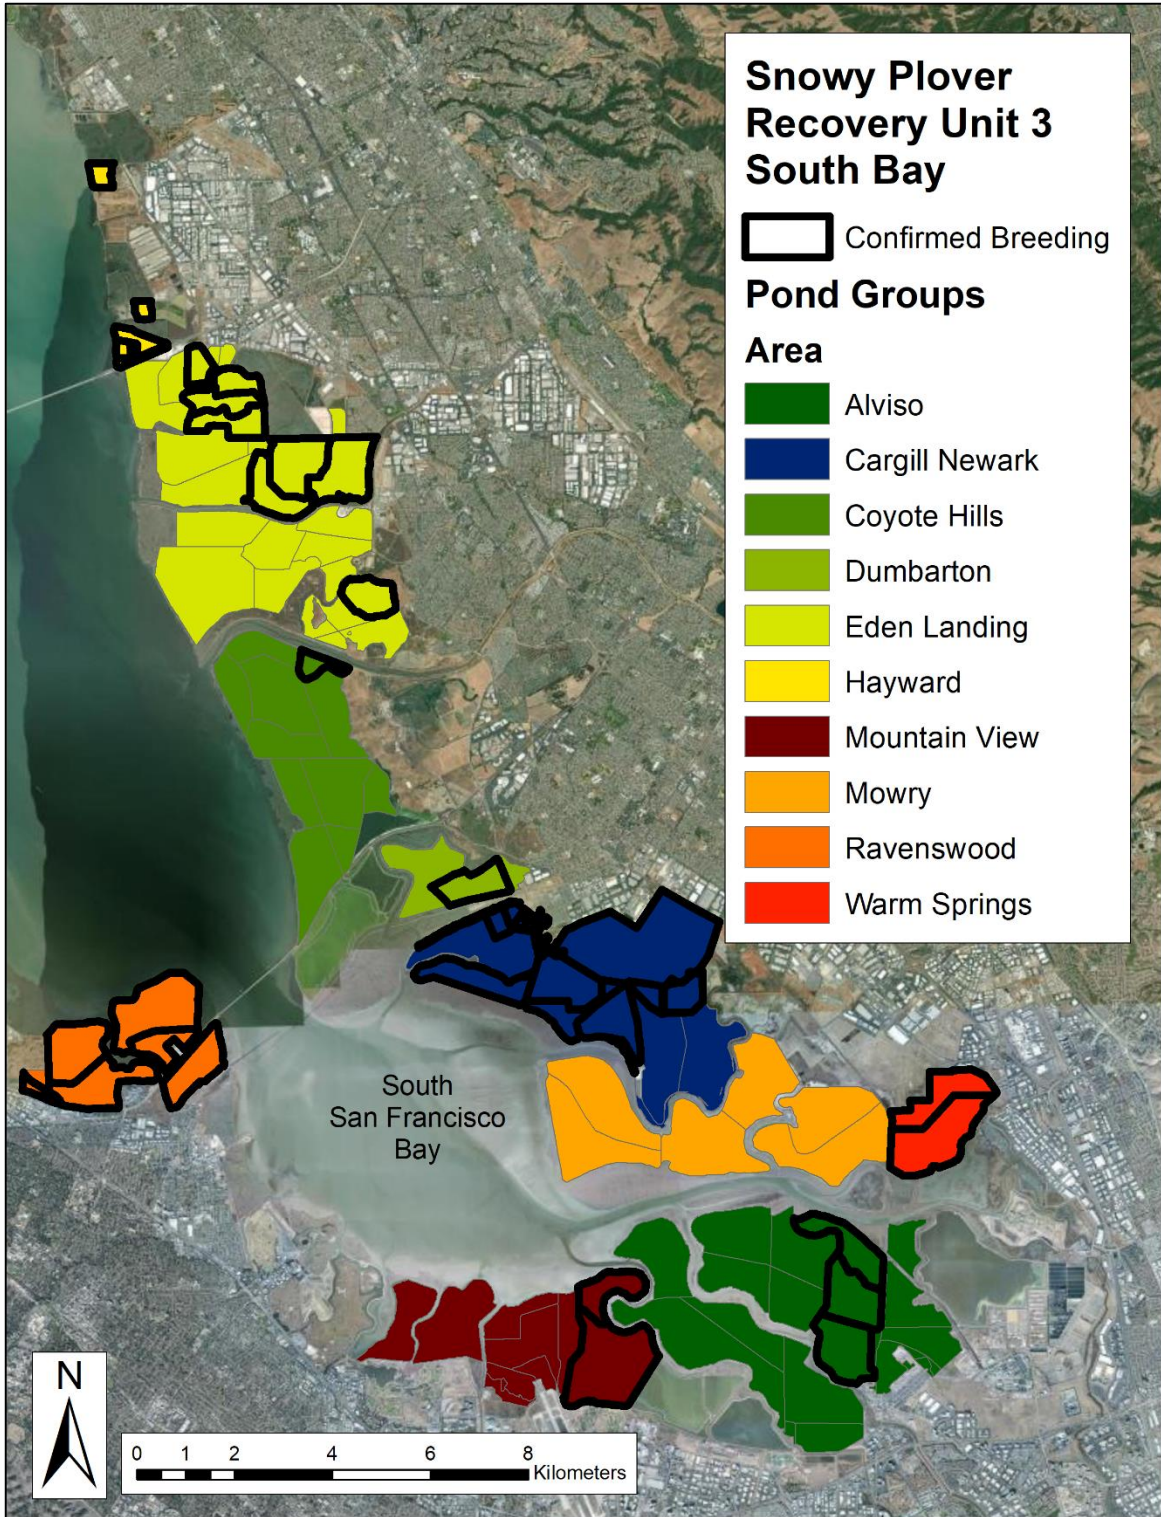 Snowy Plover
Recovery Unit 3
South Bay
Confirmed Breeding
Pond Groups
Area
Alviso
Cargill Newark
Coyote Hills
Dumbarton
Eden Landing
Hayward
Mountain View
Mowry
Ravenswood
Warm Springs
South
San Francisco
Bay
N
0 1 2 4 6 8
Kilometers